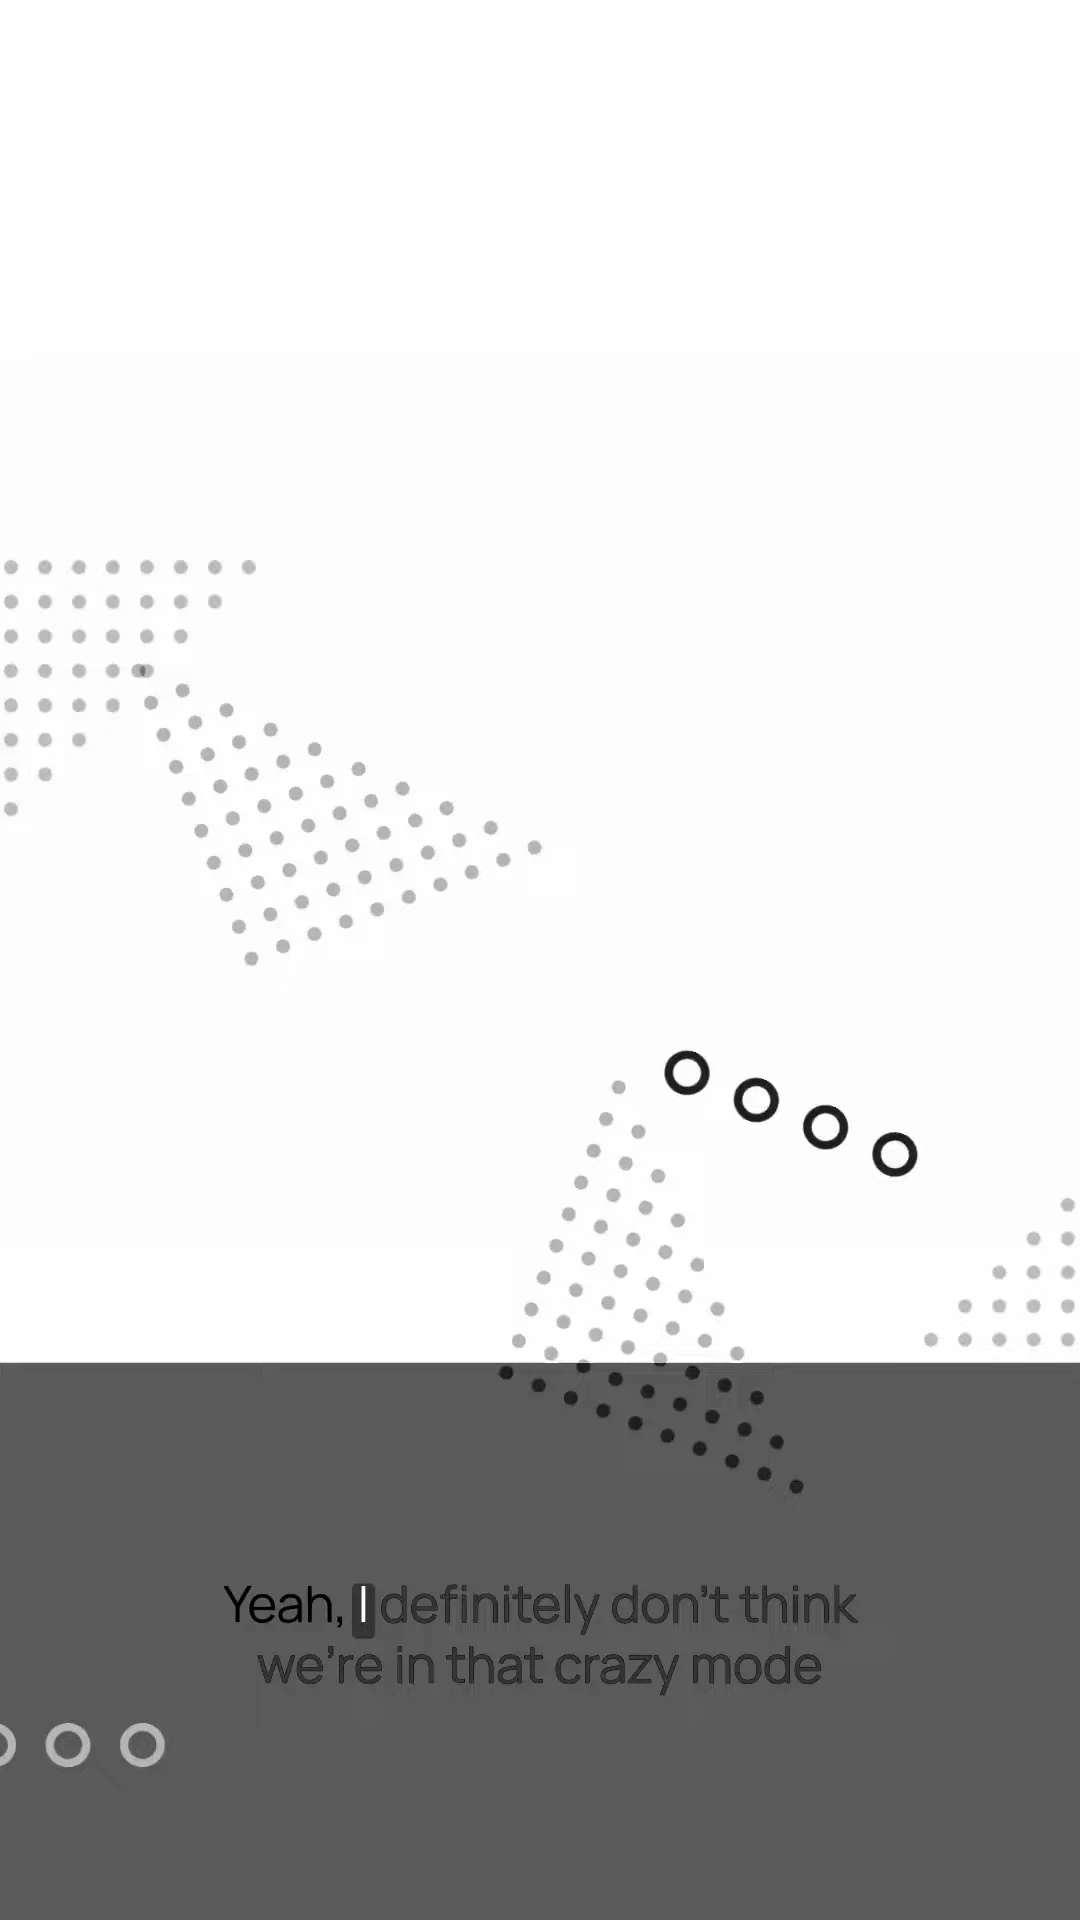 Yeah, I definitely don’t think
we’re in that crazy mode